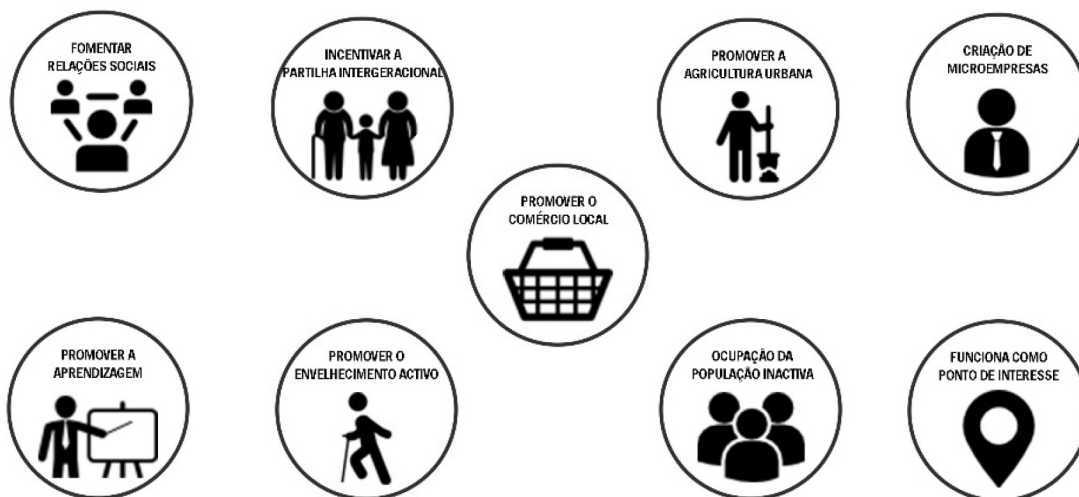 FOMENTAR
RELAÇÕES SOCIAIS
INCENTIVAR A
PARTILHA INTERGERACIONAL
PROMOVER A
AGRICULTURA URBANA
CRIAÇÃO DE
MICROEMPRESAS
PROMOVER O
COMÉRCIO LOCAL
PROMOVER A
APRENDIZAGEM
PROMOVER O
ENVELHECIMENTO ACTIVO
OCUPAÇÃO DA
POPULAÇÃO INACTIVA
FUNCIONA COMO
PONTO DE INTERESSE